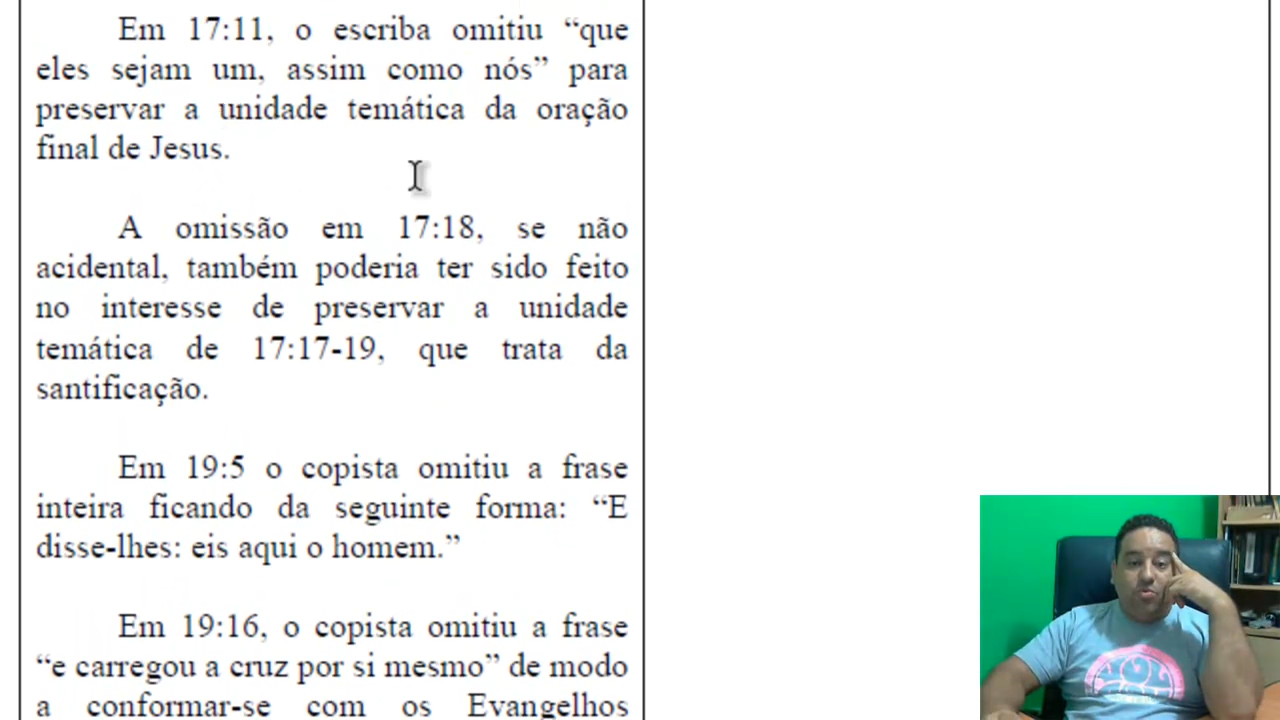 Em 17:11, o escriba omitiu “que
eles sejam um, assim como nós” para
preservar a unidade temática da oração
final de Jesus.
A omissão em 17:18, se não
acidental, também poderia ter sido feito
no interesse de preservar a unidade
temática de 17:17-19, que trata da
santificação.
Em 19:5 o copista omitiu a frase
inteira ficando da seguinte forma: “E
disse-lhes: eis aqui o homem.”
Em 19:16, o copista omitiu a frase
“e carregou a cruz por si mesmo” de modo
a conformar-se com os Evangelhos